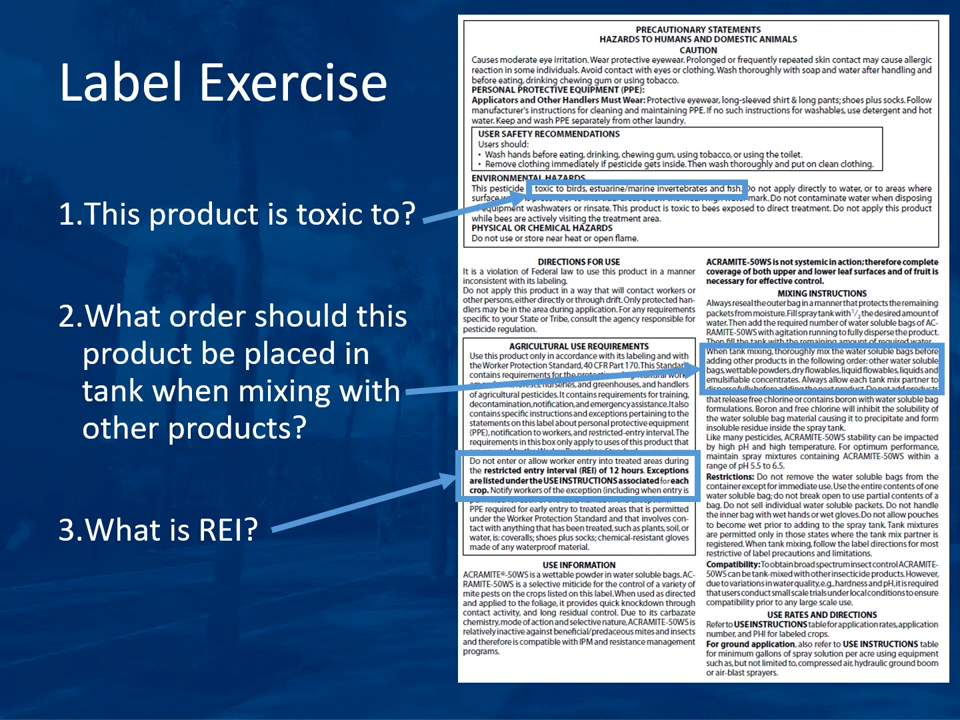 Label Exercise
1.This product is toxic to?
2.What order should this
product be placed in
tank when mixing with
other products?
3.What is REI?
PRECAUTIONARY STATEMENTS
HAZARDS TO HUMANS AND DOMESTIC ANIMALS
CAUTION
Causes moderate eye irritation. Wear protective eyewear. Prolonged or frequently repeated skin contact may cause allergic
reaction in some individuals. Avoid contact with eyes or clothing. Wash thoroughly with soap and water after handling and
before eating, drinking chewing gum or using tobacco.
PERSONAL PROTECTIVE EQUIPMENT (PPE):
Applicators and Other Handlers Must Wear: Protective eyewear, long-sleeved shirt & long pants; shoes plus socks. Follow
manufacturer's instructions for cleaning and maintaining PPE. If no such instructions for washables, use detergent and hot
water. Keep and wash PPE separately from other laundry.
USER SAFETY RECOMMENDATIONS
Users should:
• Wash hands before eating, drinking, chewing gum, using tobacco, or using the toilet.
• Remove clothing immediately if pesticide gets inside. Then wash thoroughly and put on clean clothing.
ENVIRONMENTAL HAZARDS
This pesticide toxic to birds, estuarine/marine invertebrates and fish. Do not apply directly to water, or to areas where
surface mark. Do not contaminate water when disposing
equipment washwaters or rinsate. This product is toxic to bees exposed to direct treatment. Do not apply this product
while bees are actively visiting the treatment area.
PHYSICAL OR CHEMICAL HAZARDS
Do not use or store near heat or open flame.
DIRECTIONS FOR USE
It is a violation of Federal law to use this product in a manner
inconsistent with its labeling.
Do not apply this product in a way that will contact workers or
other persons, either directly or through drift. Only protected han-
dlers may be in the area during application. For any requirements
specific to your State or Tribe, consult the agency responsible for
pesticide regulation.
AGRICULTURAL USE REQUIREMENTS
Use this product only in accordance with its labeling and with the
Worker Protection Standard, 40 CFR Part 170. This Standard
contains requirements for the protection agricultural work-
nurseries, and greenhouses, and handlers
of agricultural pesticides. It contains requirements for training,
decontamination, notification, and emergency assistance. It also
contains specific instructions and exceptions pertaining to the
statements on this label about personal protective equipment
(PPE), notification to workers, and restricted-entry interval. The
requirements in this box only apply to uses of this product that
Do not enter or allow worker entry into treated areas during
the restricted entry interval (REI) of 12 hours. Exceptions
are listed under the USE INSTRUCTIONS associated for each
crop. Notify workers of the exception (including when entry is
PPE required for early entry to treated areas that is permitted
under the Worker Protection Standard and that involves con-
tact with anything that has been treated, such as plants, soil, or
water, is: coveralls; shoes plus socks; chemical-resistant gloves
made of any waterproof material.
USE INFORMATION
ACRAMITE®-50WS is a wettable powder in water soluble bags. AC-
RAMITE-50WS is a selective miticide for the control of a variety of
mite pests on the crops listed on this label. When used as directed
and applied to the foliage, it provides quick knockdown through
contact activity, and long residual control. Due to its carbazate
chemistry, mode of action and selective nature, ACRAMITE-50WS is
relatively inactive against beneficial/predaceous mites and insects
and therefore is compatible with IPM and resistance management
programs.
ACRAMITE-50WS is not systemic in action; therefore complete
coverage of both upper and lower leaf surfaces and of fruit is
necessary for effective control.
MIXING INSTRUCTIONS
Always reseal the outer bag in a manner that protects the remaining
packets from moisture. Fill spray tank with 1/2 the desired amount of
water. Then add the required number of water soluble bags of AC-
RAMITE-50WS with agitation running to fully disperse the product.
Then fill the tank with the remaining amount of required water.
When tank mixing, thoroughly mix the water soluble bags before
adding other products in the following order: other water soluble
bags, wettable powders, dry flowables, liquid flowables, liquids and
emulsifiable concentrates. Always allow each tank mix partner to
disperse fully before adding the next product. Do not add products
that release free chlorine or contains boron with water soluble bag
formulations. Boron and free chlorine will inhibit the solubility of
the water soluble bag material causing it to precipitate and form
insoluble residue inside the spray tank.
Like many pesticides, ACRAMITE-50WS stability can be impacted
by high pH and high temperature. For optimum performance,
maintain spray mixtures containing ACRAMITE-50WS within a
range of pH 5.5 to 6.5.
Restrictions: Do not remove the water soluble bags from the
container except for immediate use. Use the entire contents of one
water soluble bag; do not break open to use partial contents of a
bag. Do not sell individual water soluble packets. Do not handle
the inner bag with wet hands or wet gloves. Do not allow pouches
to become wet prior to adding to the spray tank. Tank mixtures
are permitted only in those states where the tank mix partner is
registered. When tank mixing, follow the label directions for most
restrictive of label precautions and limitations.
Compatibility: To obtain broad spectrum insect control ACRAMITE-
50WS can be tank-mixed with other insecticide products. However,
due to variations in water quality, e.g., hardness and pH, it is required
that users conduct small scale trials under local conditions to ensure
compatibility prior to any large scale use.
USE RATES AND DIRECTIONS
Refer to USE INSTRUCTIONS table for application rates, application
number, and PHI for labeled crops.
For ground application, also refer to USE INSTRUCTIONS table
for minimum gallons of spray solution per acre using equipment
such as, but not limited to, compressed air, hydraulic ground boom
or air-blast sprayers.